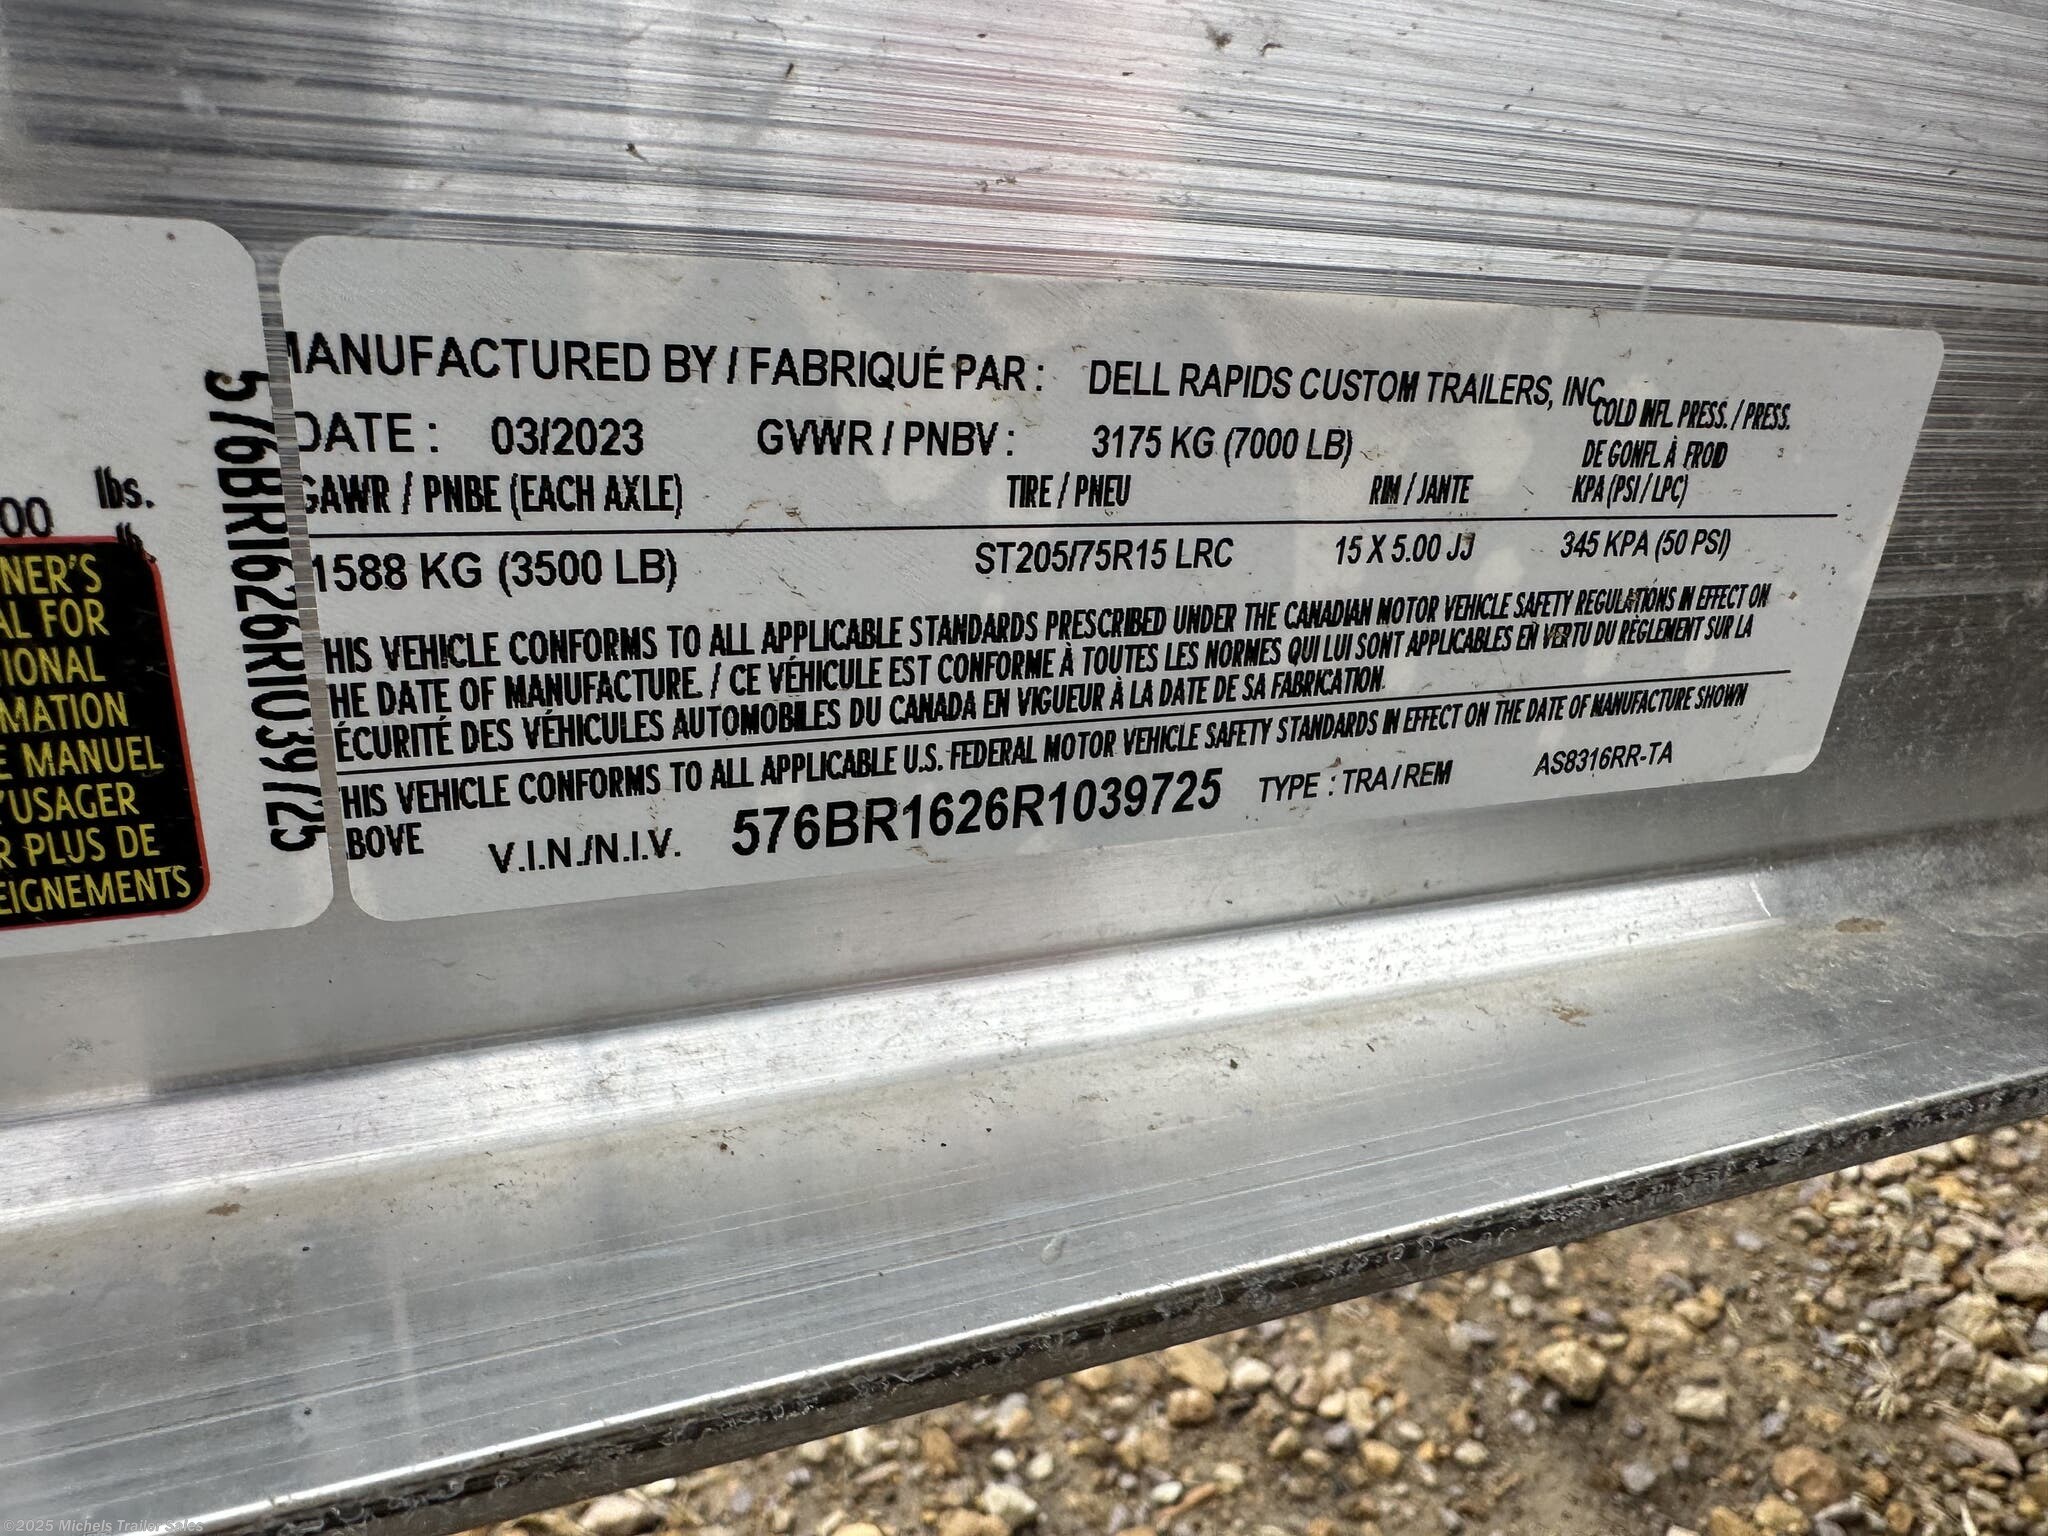 MANUFACTURED BY / FABRIQUÉ PAR : DELL RAPIDS CUSTOM TRAILERS, INC.
DATE : 03/2023 GVWR / PNBV : 3175 KG (7000 LB)
COLD INFL. PRESS. / PRESS.
DE GONFL. À FROID
GAWR / PNBE (EACH AXLE) TIRE / PNEU RIM / JANTE KPA (PSI / LPC)
1588 KG (3500 LB) ST205/75R15 LRC 15 X 5.00 JJ 345 KPA (50 PSI)
HIS VEHICLE CONFORMS TO ALL APPLICABLE STANDARDS PRESCRIBED UNDER THE CANADIAN MOTOR VEHICLE SAFETY REGULATIONS IN EFFECT ON
HE DATE OF MANUFACTURE. / CE VÉHICULE EST CONFORME À TOUTES LES NORMES QUI LUI SONT APPLICABLES EN VERTU DU RÈGLEMENT SUR LA
ÉCURITÉ DES VÉHICULES AUTOMOBILES DU CANADA EN VIGUEUR À LA DATE DE SA FABRICATION.
THIS VEHICLE CONFORMS TO ALL APPLICABLE U.S. FEDERAL MOTOR VEHICLE SAFETY STANDARDS IN EFFECT ON THE DATE OF MANUFACTURE SHOWN
BOVE V.I.N./N.I.V. 576BR1626R1039725 TYPE : TRA / REM AS8316RR-TA
576BR1626R1039725
lbs.
00
NER'S
AL FOR
TIONAL
MATION
E MANUEL
'USAGER
R PLUS DE
EIGNEMENTS
©2025 Michels Trailer Sales